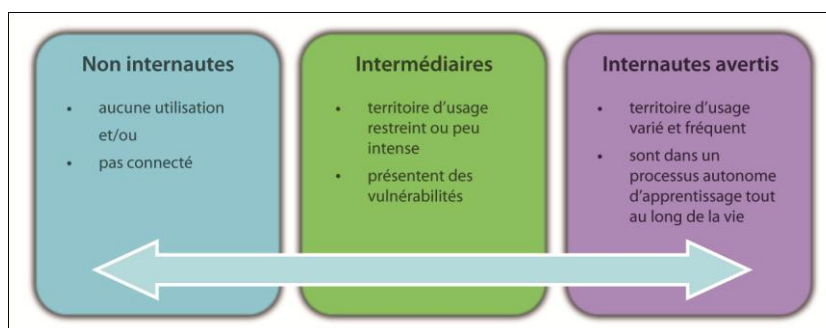 Non internautes
• aucune utilisation
et/ou
• pas connecté
Intermédiaires
• territoire d'usage
restreint ou peu
intense
• présentent des
vulnérabilités
Internautes avertis
• territoire d'usage
varié et fréquent
• sont dans un
processus autonome
d'apprentissage tout
au long de la vie